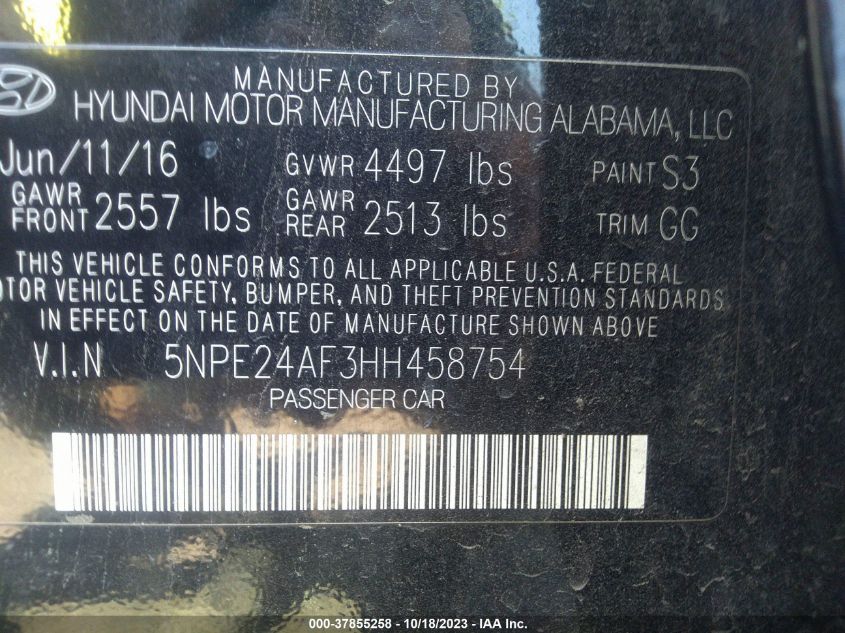 MANUFACTURED BY
HYUNDAI MOTOR MANUFACTURING ALABAMA, LLC
Jun/11/16 GVWR 4497 lbs PAINT S3
GAWR FRONT 2557 lbs GAWR REAR 2513 lbs TRIM GG
THIS VEHICLE CONFORMS TO ALL APPLICABLE U.S.A. FEDERAL
OTOR VEHICLE SAFETY, BUMPER, AND THEFT PREVENTION STANDARDS
IN EFFECT ON THE DATE OF MANUFACTURE SHOWN ABOVE
V.I.N 5NPE24AF3HH458754
PASSENGER CAR
000-37855258 - 10/18/2023 - IAA Inc.